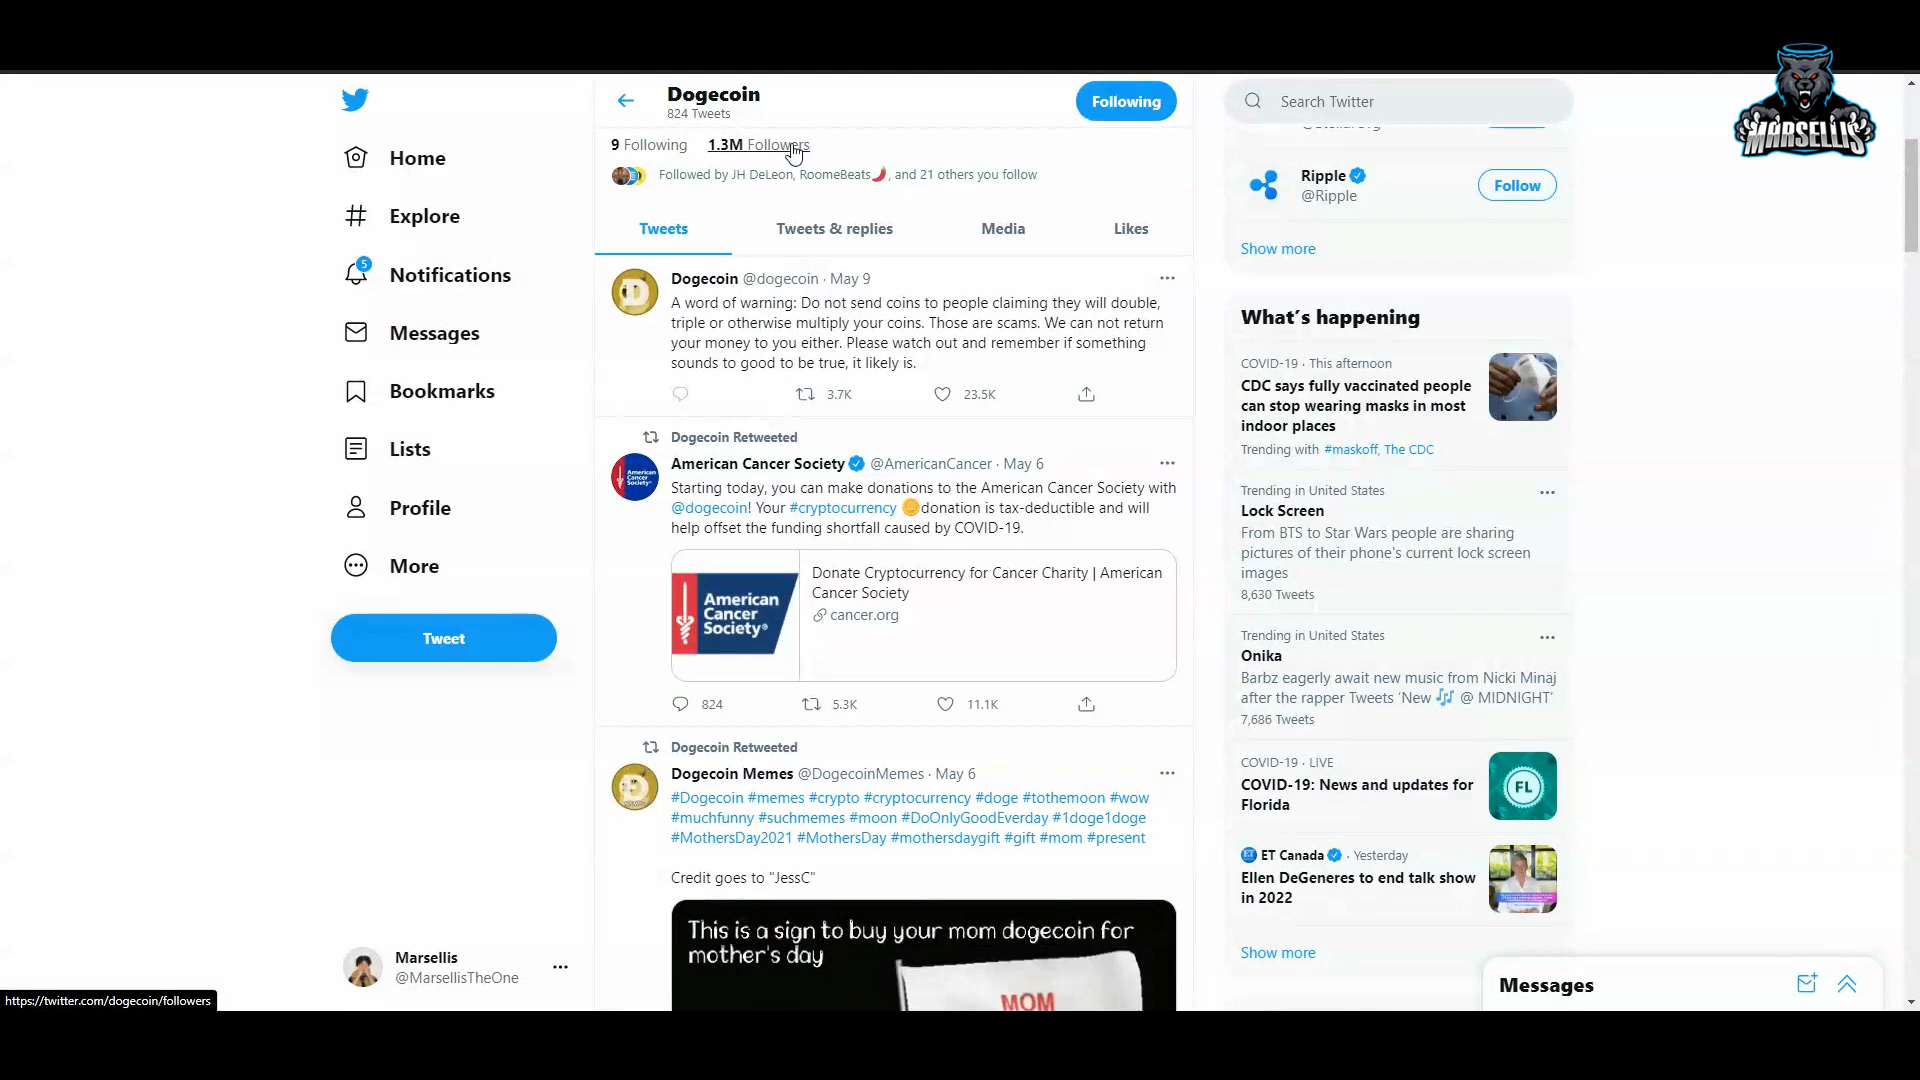 MARSELLIS
Home
Explore
5
Notifications
Messages
Bookmarks
Lists
Profile
More
Tweet
Marsellis
@MarsellisTheOne
https://twitter.com/dogecoin/followers
Dogecoin
824 Tweets
Following
9 Following 1.3M Followers
Followed by JH DeLeon, RoomeBeats🌶️, and 21 others you follow
Tweets Tweets & replies Media Likes
Dogecoin @dogecoin · May 9
A word of warning: Do not send coins to people claiming they will double,
triple or otherwise multiply your coins. Those are scams. We can not return
your money to you either. Please watch out and remember if something
sounds to good to be true, it likely is.
3.7K 23.5K
Dogecoin Retweeted
American Cancer Society @AmericanCancer · May 6
Starting today, you can make donations to the American Cancer Society with
@dogecoin! Your #cryptocurrency 🪙donation is tax-deductible and will
help offset the funding shortfall caused by COVID-19.
American
Cancer
Society®
Donate Cryptocurrency for Cancer Charity | American
Cancer Society
cancer.org
824 5.3K 11.1K
Dogecoin Retweeted
Dogecoin Memes @DogecoinMemes · May 6
#Dogecoin #memes #crypto #cryptocurrency #doge #tothemoon #wow
#muchfunny #suchmemes #moon #DoOnlyGoodEverday #1doge1doge
#MothersDay2021 #MothersDay #mothersdaygift #gift #mom #present
Credit goes to "JessC"
This is a sign to buy your mom dogecoin for
mother's day
MOM
Search Twitter
Ripple
@Ripple
Follow
Show more
What's happening
COVID-19 · This afternoon
CDC says fully vaccinated people
can stop wearing masks in most
indoor places
Trending with #maskoff, The CDC
Trending in United States
Lock Screen
From BTS to Star Wars people are sharing
pictures of their phone's current lock screen
images
8,630 Tweets
Trending in United States
Onika
Barbz eagerly await new music from Nicki Minaj
after the rapper Tweets 'New 🎶 @ MIDNIGHT'
7,686 Tweets
COVID-19 · LIVE
COVID-19: News and updates for
Florida
FL
ET Canada · Yesterday
Ellen DeGeneres to end talk show
in 2022
Show more
Messages